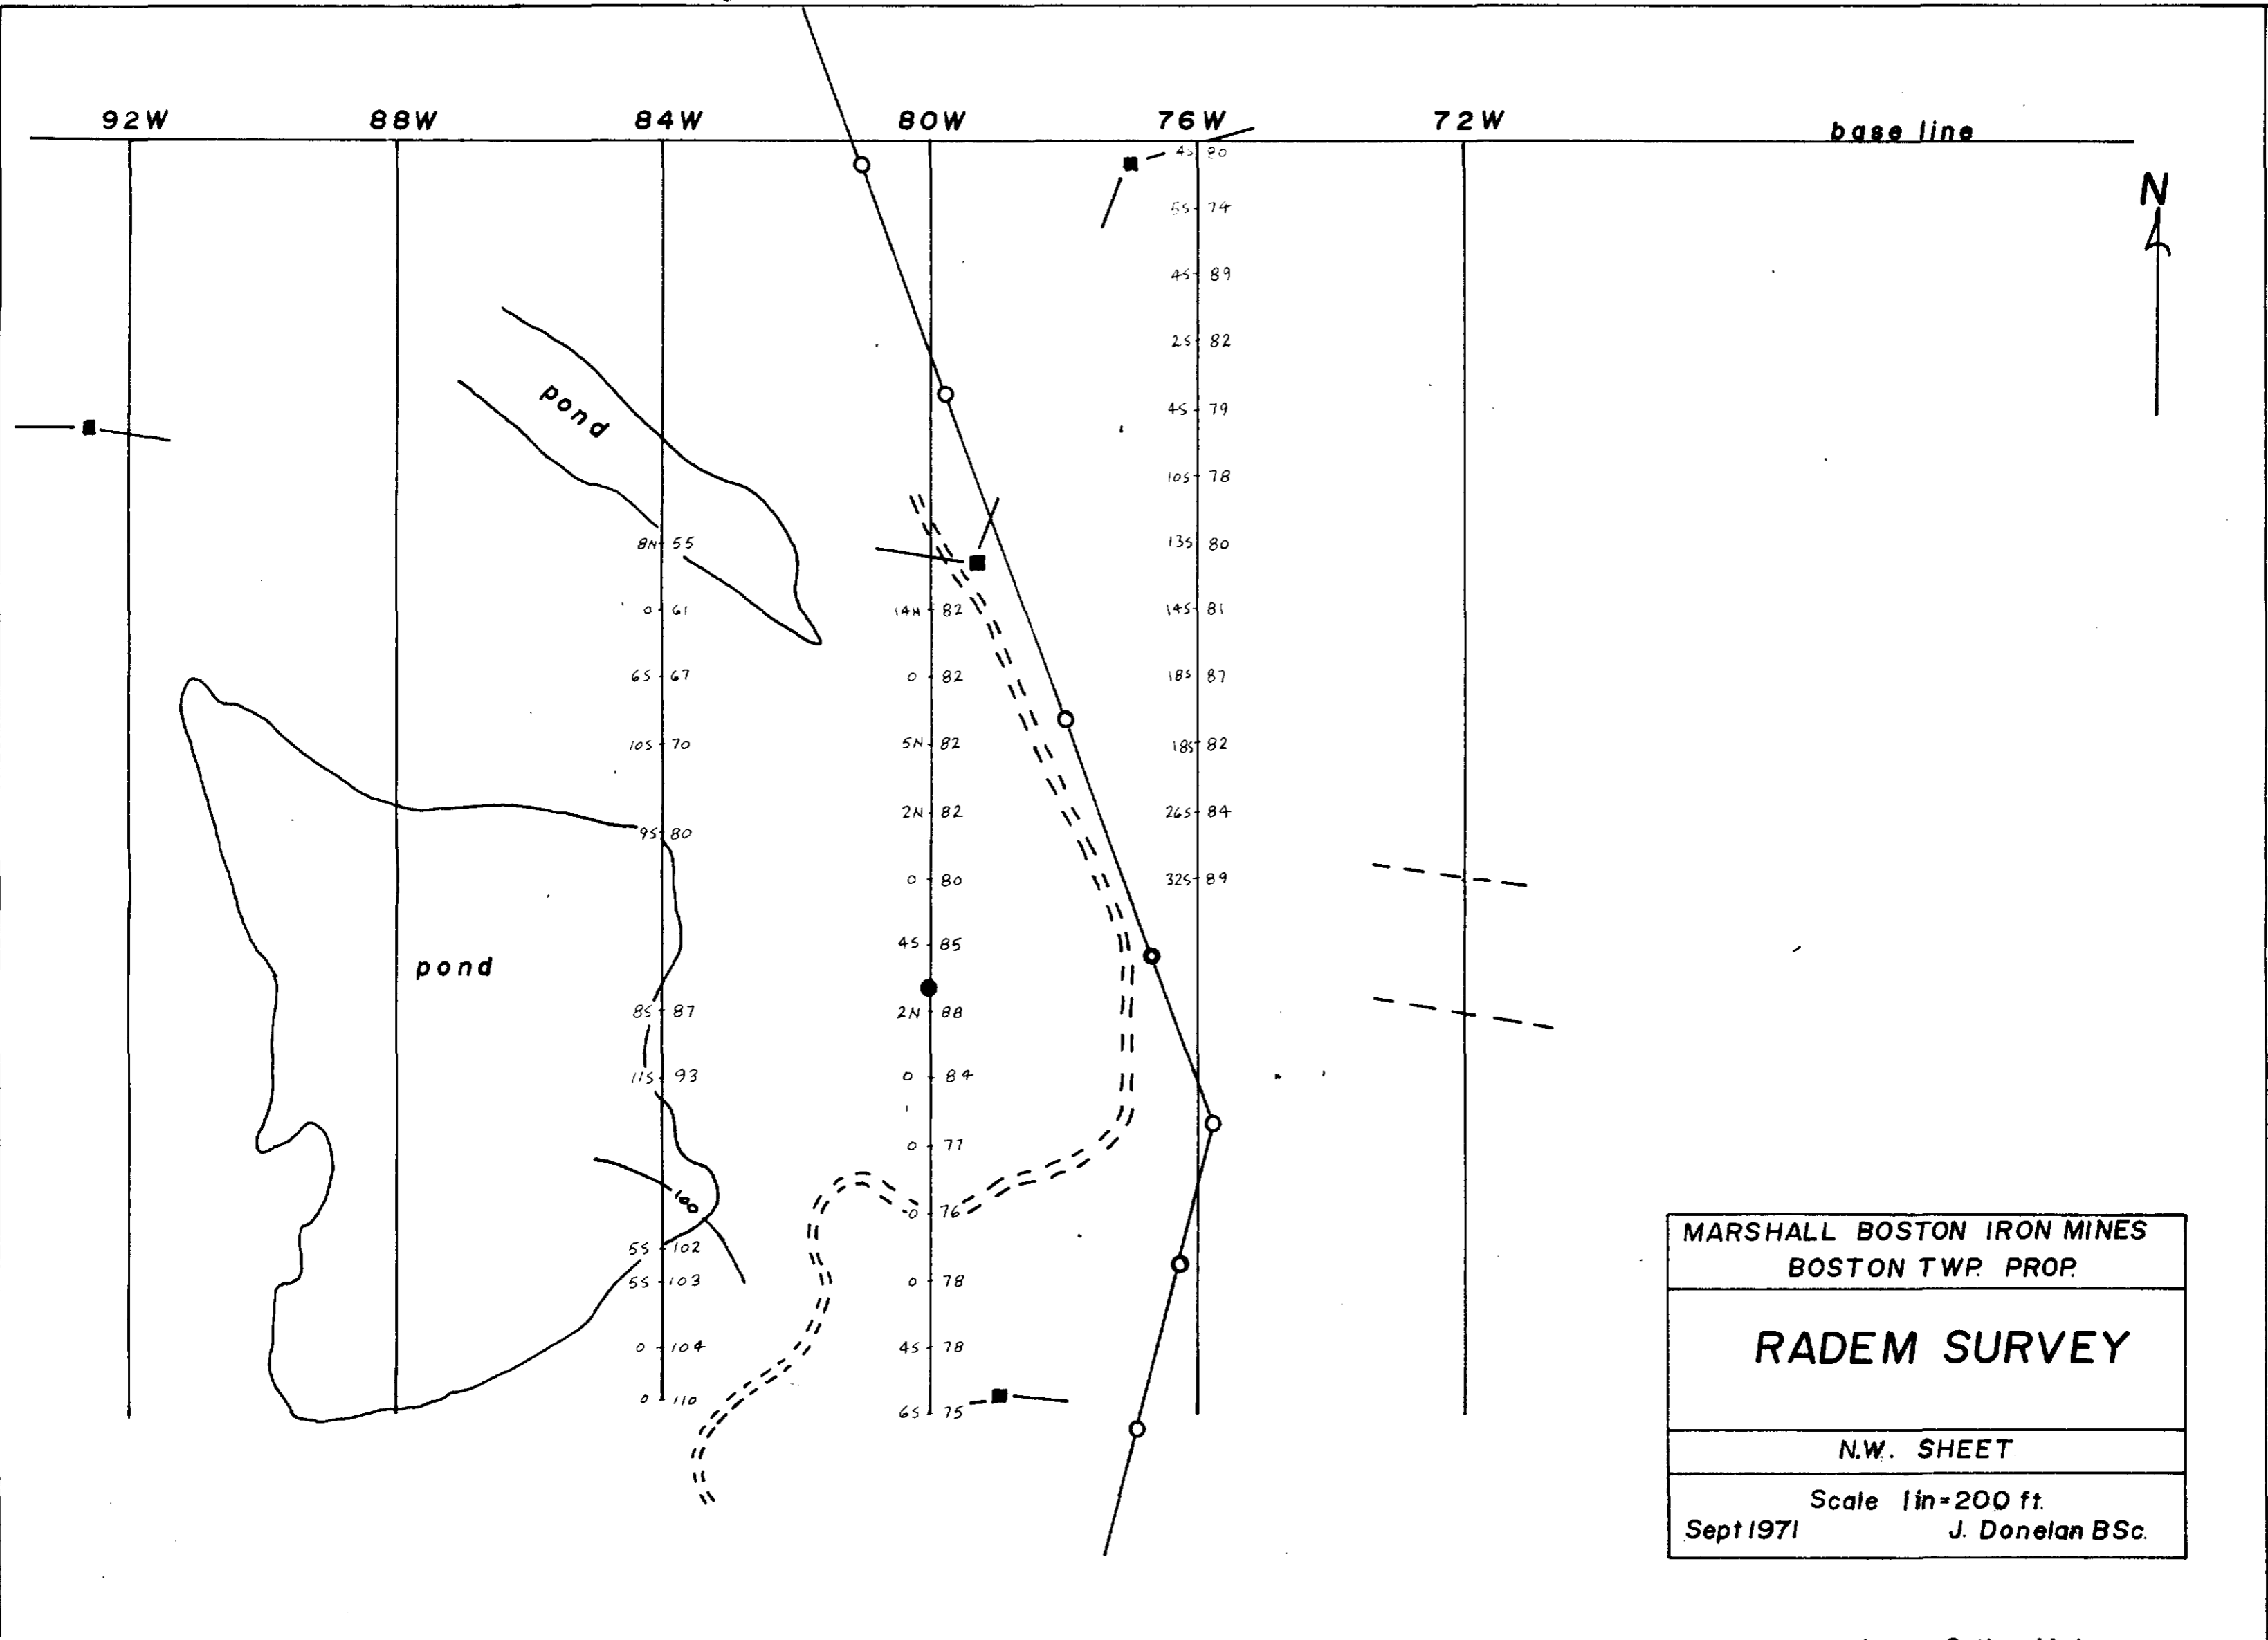 92W 88W 84W 80W 76W 72W base line
N
4S 90
5S 74
4S 89
2S 82
4S 79
10S 78
13S 80
14S 81
18S 87
18S 82
26S 84
32S 89
pond
8N 55
0 61
6S 67
10S 70
9S 80
8S 87
11S 93
100
5S 102
5S 103
0 104
0 110
pond
14N 82
0 82
5N 82
2N 82
0 80
4S 85
2N 88
0 84
0 77
0 76
0 78
4S 78
6S 75
MARSHALL BOSTON IRON MINES
BOSTON TWP. PROP.
RADEM SURVEY
N.W. SHEET
Scale 1in=200 ft.
Sept 1971 J. Donelan BSc.